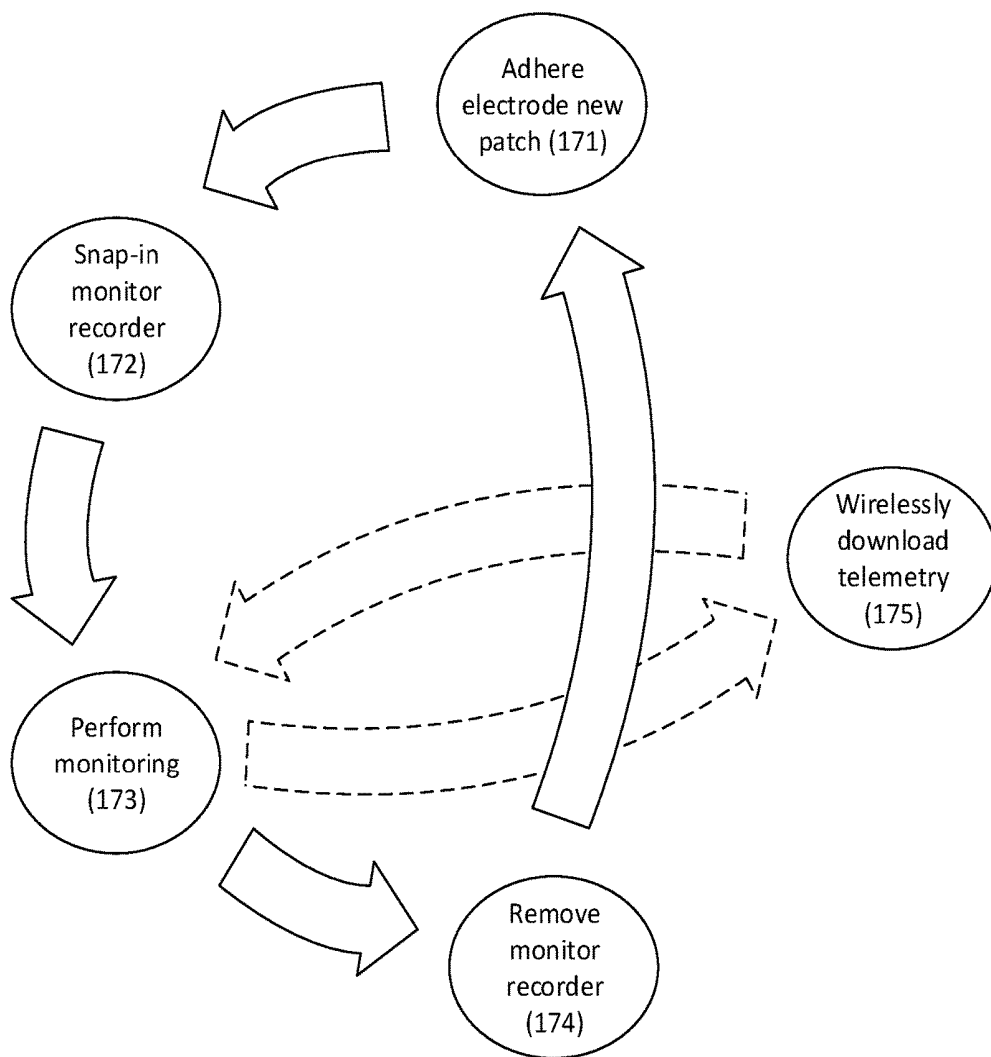 Adhere
electrode new
patch (171)
Snap-in
monitor
recorder
(172)
Wirelessly
download
telemetry
(175)
Perform
monitoring
(173)
Remove
monitor
recorder
(174)